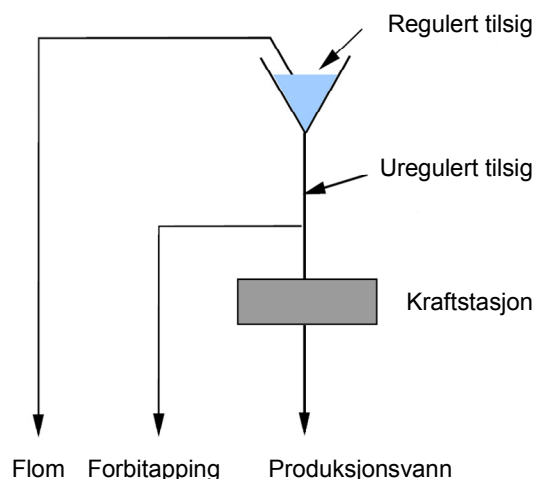 Regulert tilsig
Uregulert tilsig
Kraftstasjon
Flom Forbitapping Produksjonsvann